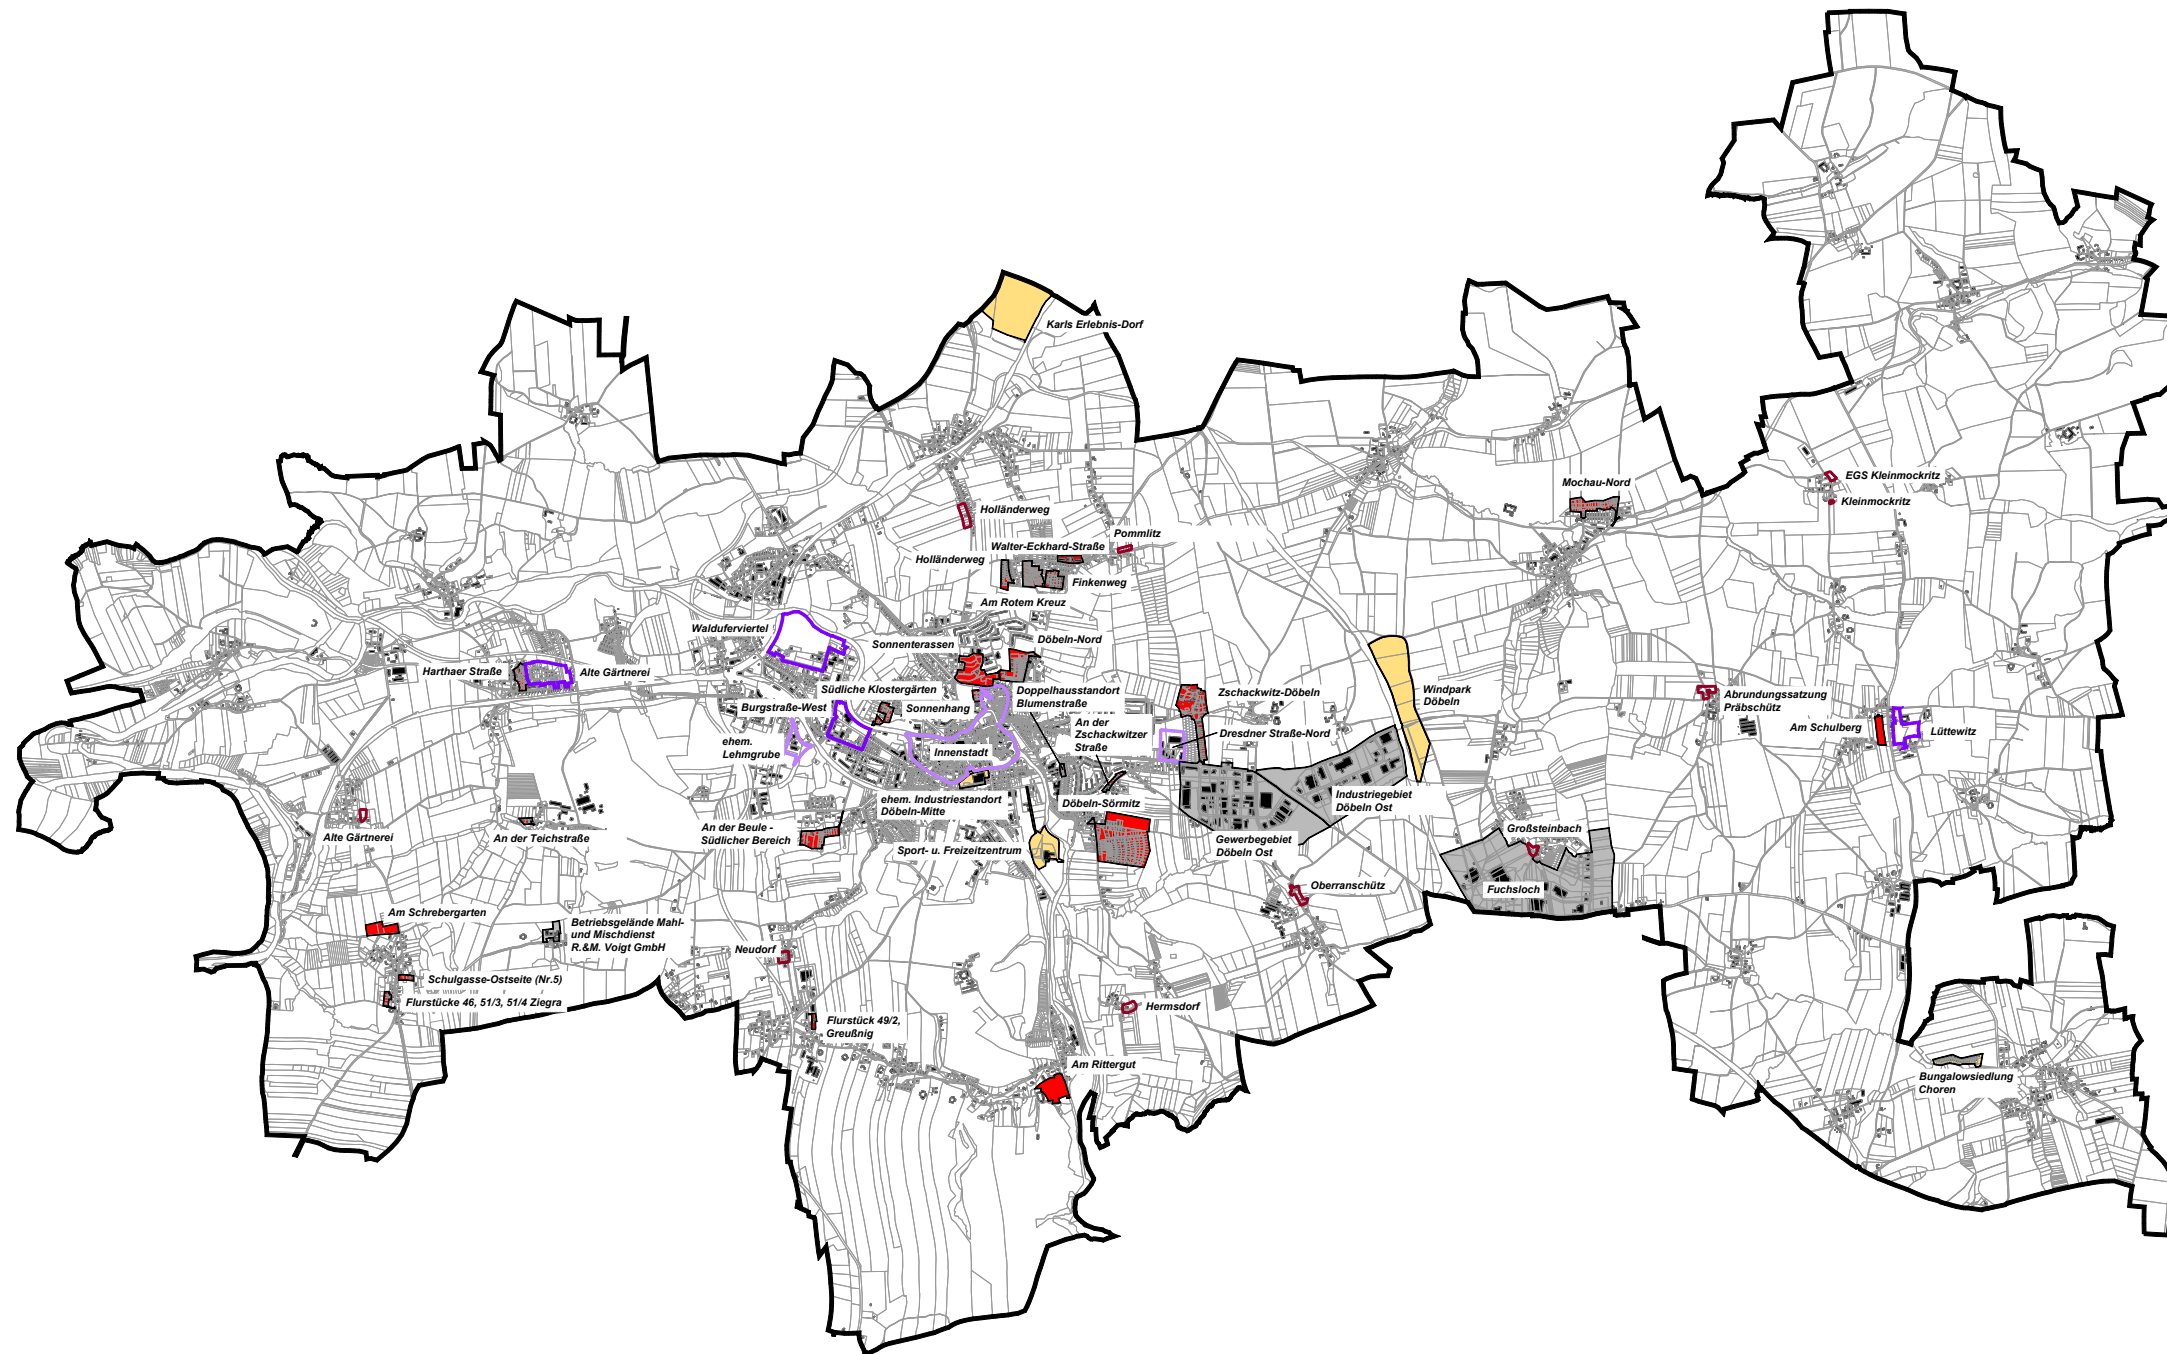 Karls Erlebnis-Dorf
EGS Kleinmockritz
Mochau-Nord
Kleinmockritz
Holländerweg
Pommlitz
Walter-Eckhard-Straße
Holländerweg
Finkenweg
Am Rotem Kreuz
Walduferviertel
Döbeln-Nord
Sonnenterassen
Harthaer Straße
Alte Gärtnerei
Südliche Klostergärten
Doppelhausstandort
Blumenstraße
Zschackwitz-Döbeln
Windpark
Döbeln
Abrundungssatzung
Präbschütz
Burgstraße-West
Sonnenhang
An der
Zschackwitzer
Straße
Dresdner Straße-Nord
Am Schulberg
Lüttewitz
ehem.
Lehmgrube
Innenstadt
ehem. Industriestandort
Döbeln-Mitte
Döbeln-Sörmitz
Industriegebiet
Döbeln Ost
Alte Gärtnerei
An der Teichstraße
An der Beule -
Südlicher Bereich
Sport- u. Freizeitzentrum
Gewerbegebiet
Döbeln Ost
Großsteinbach
Fuchsloch
Oberranschütz
Am Schrebergarten
Betriebsgelände Mahl-
und Mischdienst
R.&M. Voigt GmbH
Neudorf
Schulgasse-Ostseite (Nr.5)
Flurstücke 46, 51/3, 51/4 Ziegra
Hermsdorf
Flurstück 49/2,
Greußnig
Am Rittergut
Bungalowsiedlung
Choren